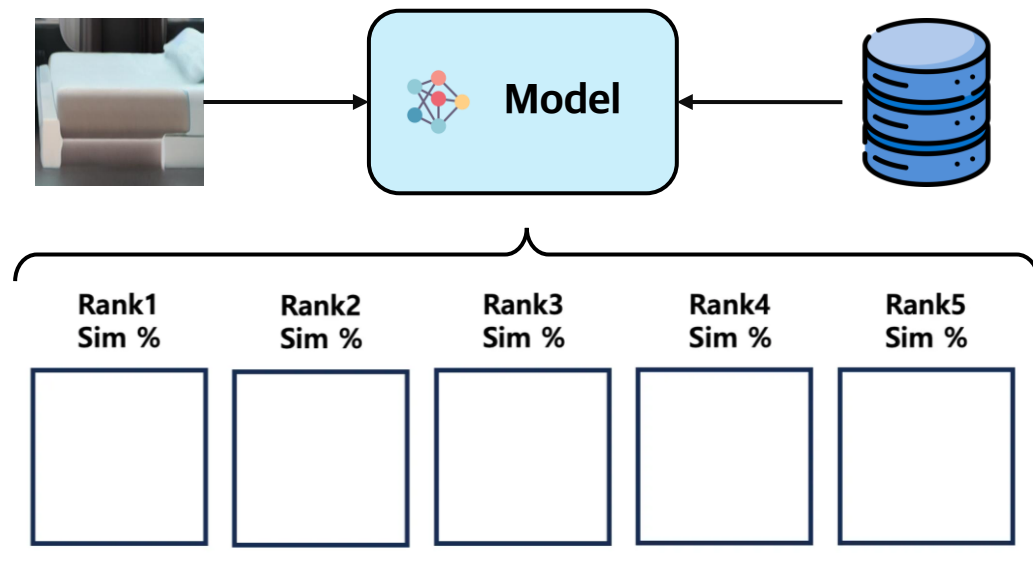 Model
Rank1
Sim %
Rank2
Sim %
Rank3
Sim %
Rank4
Sim %
Rank5
Sim %